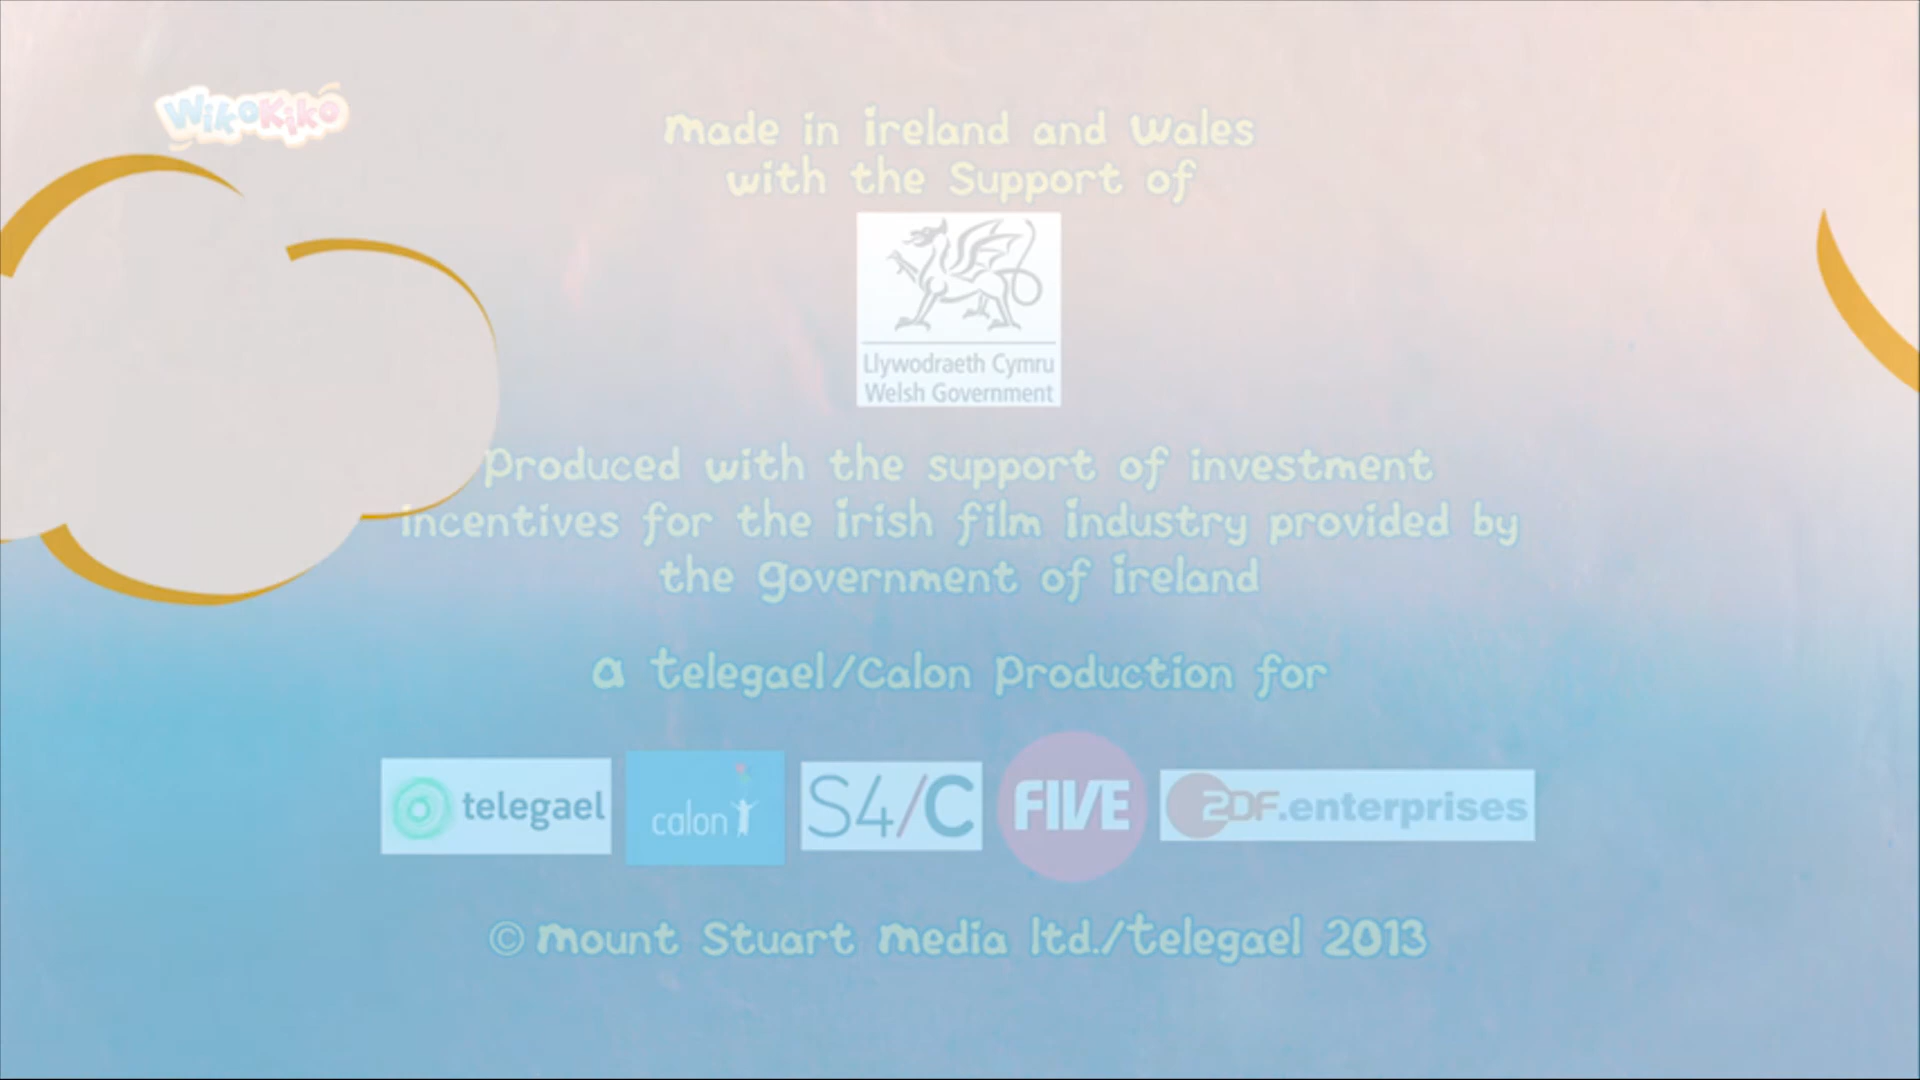 WikoKiko
made in ireland and Wales
with the Support of
Llywodraeth Cymru
Welsh Government
Produced with the support of investment
incentives for the irish film industry provided by
the government of ireland
a telegael/Calon Production for
telegael
calon
S4/C
FIVE
ZDF.enterprises
© mount Stuart media ltd./telegael 2013